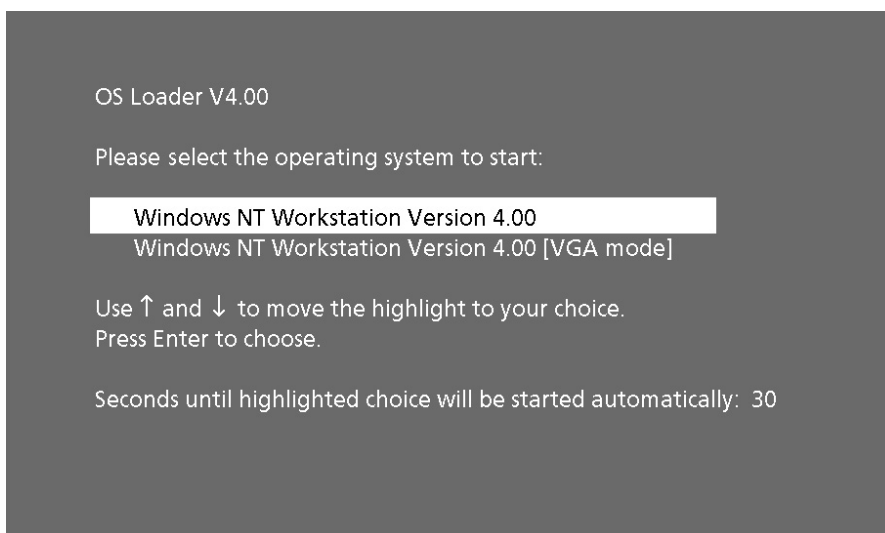 OS Loader V4.00
Please select the operating system to start:
Windows NT Workstation Version 4.00
Windows NT Workstation Version 4.00 [VGA mode]
Use ↑ and ↓ to move the highlight to your choice.
Press Enter to choose.
Seconds until highlighted choice will be started automatically: 30